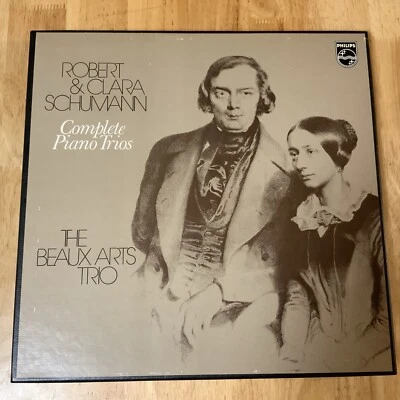 ROBERT
& CLARA
SCHUMANN
Complete
Piano Trios
THE
BEAUX ARTS
TRIO
PHILIPS